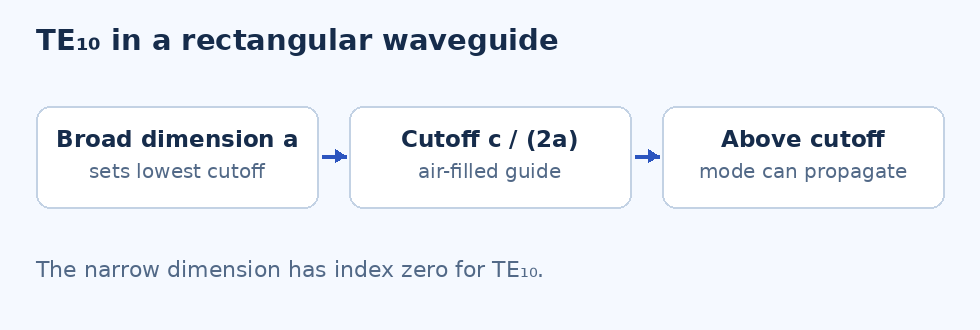 TE₁₀ in a rectangular waveguide
Broad dimension a
sets lowest cutoff
Cutoff c / (2a)
air-filled guide
Above cutoff
mode can propagate
The narrow dimension has index zero for TE₁₀.